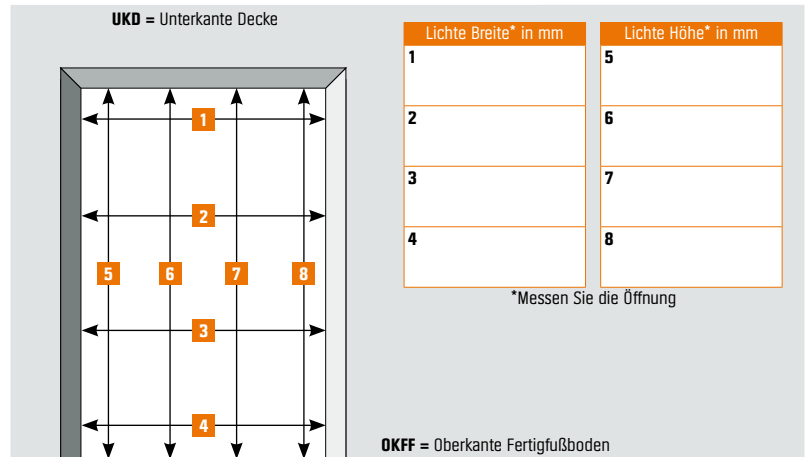 UKD = Unterkante Decke
1
2
5 6 7 8
3
4
Lichte Breite* in mm
1
2
3
4
Lichte Höhe* in mm
5
6
7
8
*Messen Sie die Öffnung
OKFF = Oberkante Fertigfußboden